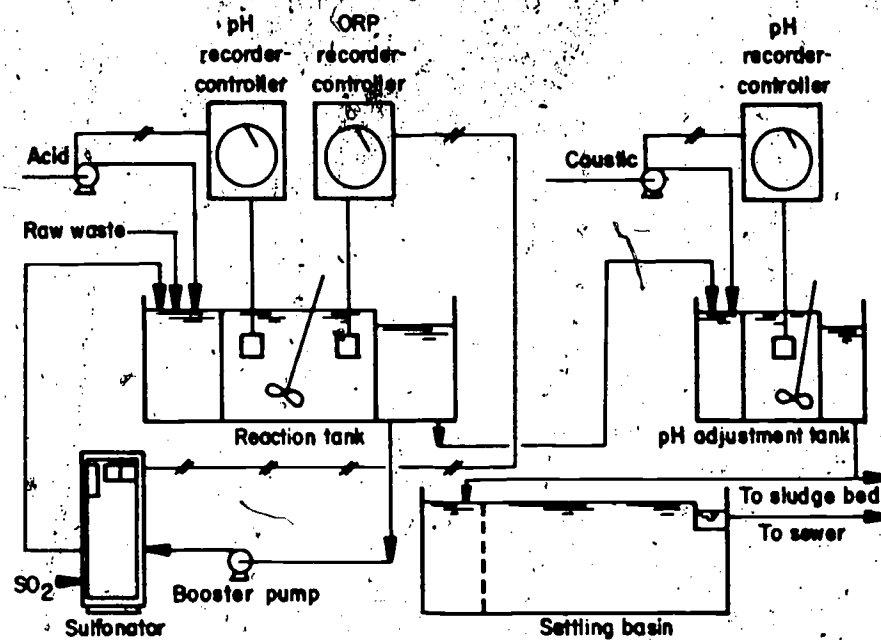 pH
recorder-
controller
ORP
recorder-
controller
pH
recorder-
controller
Acid
Caustic
Raw waste
Reaction tank
pH adjustment tank
To sludge bed
To sewer
SO2
Booster pump
Sulfonator
Settling basin